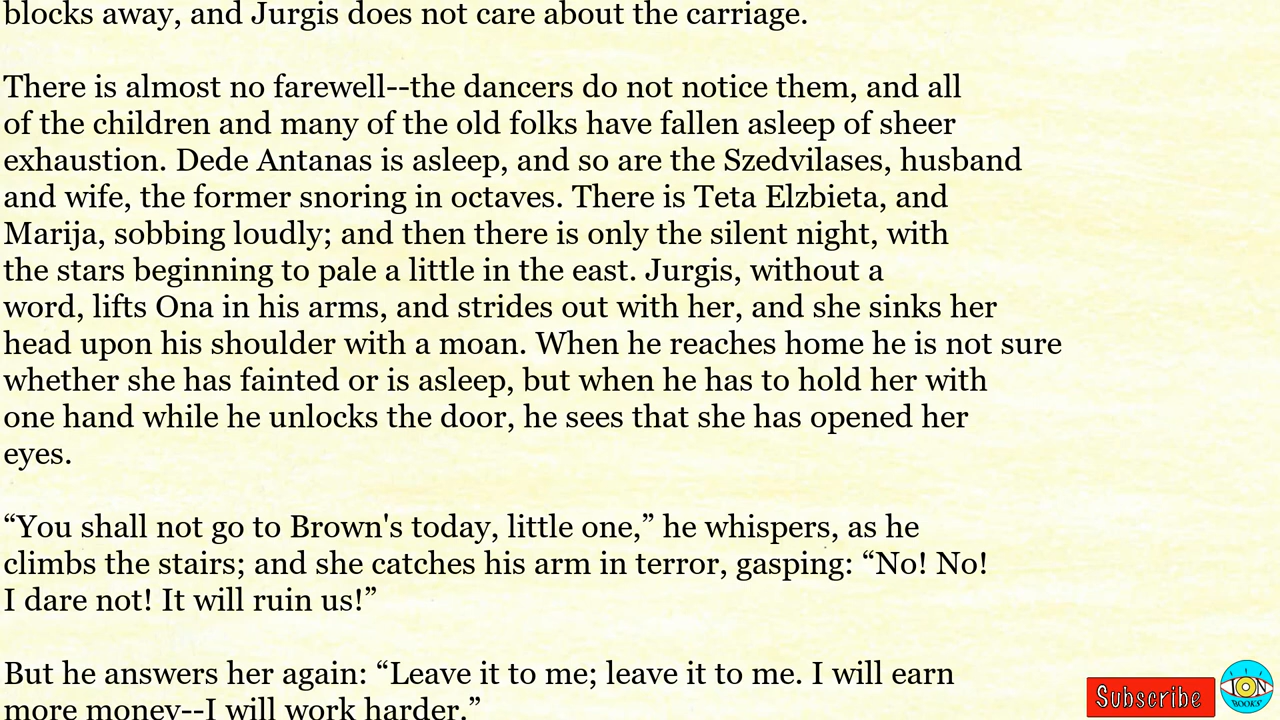 blocks away, and Jurgis does not care about the carriage.
There is almost no farewell--the dancers do not notice them, and all
of the children and many of the old folks have fallen asleep of sheer
exhaustion. Dede Antanas is asleep, and so are the Szedvilases, husband
and wife, the former snoring in octaves. There is Teta Elzbieta, and
Marija, sobbing loudly; and then there is only the silent night, with
the stars beginning to pale a little in the east. Jurgis, without a
word, lifts Ona in his arms, and strides out with her, and she sinks her
head upon his shoulder with a moan. When he reaches home he is not sure
whether she has fainted or is asleep, but when he has to hold her with
one hand while he unlocks the door, he sees that she has opened her
eyes.
“You shall not go to Brown's today, little one,” he whispers, as he
climbs the stairs; and she catches his arm in terror, gasping: “No! No!
I dare not! It will ruin us!”
But he answers her again: “Leave it to me; leave it to me. I will earn
more money--I will work harder.”
Subscribe
ION
BOOKS